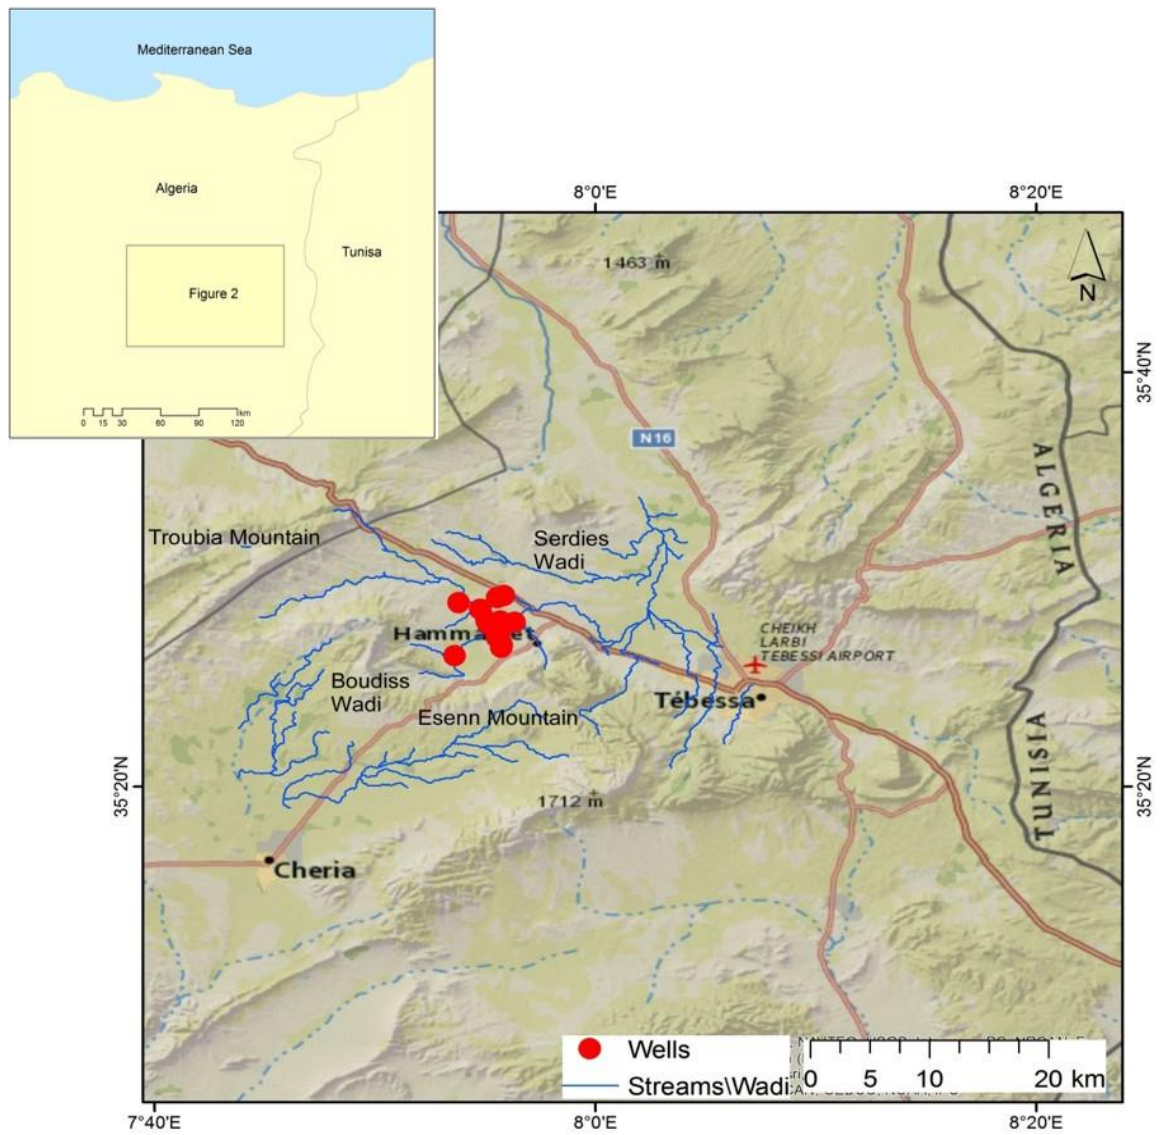 Mediterranean Sea
Algeria
Tunisa
Figure 2
km
0 15 30 60 90 120
8°0'E
8°20'E
1463 m
N
35°40'N
N16
ALGERIA
Troubia Mountain
Serdies
Wadi
Hamma et
CHEIKH
LARBI
TEBESSI AIRPORT
Boudiss
Wadi
Tébessa
Esenn Mountain
TUNISIA
35°20'N
35°20'N
1712 m
Cheria
Wells
Streams\Wadi
0 5 10 20 km
7°40'E
8°0'E
8°20'E